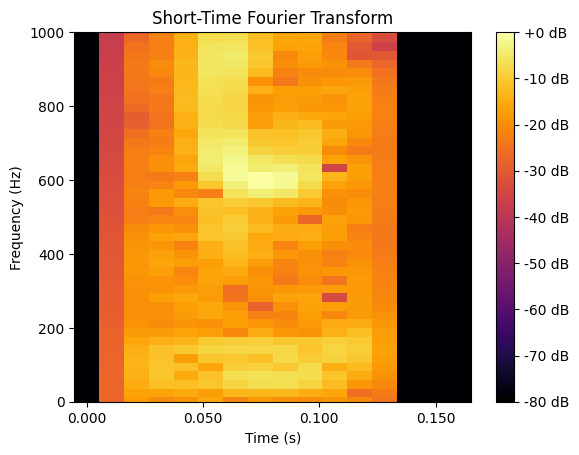 Short-Time Fourier Transform
1000
800
600
400
200
0
Frequency (Hz)
0.000
0.050
0.100
0.150
Time (s)
+0 dB
-10 dB
-20 dB
-30 dB
-40 dB
-50 dB
-60 dB
-70 dB
-80 dB